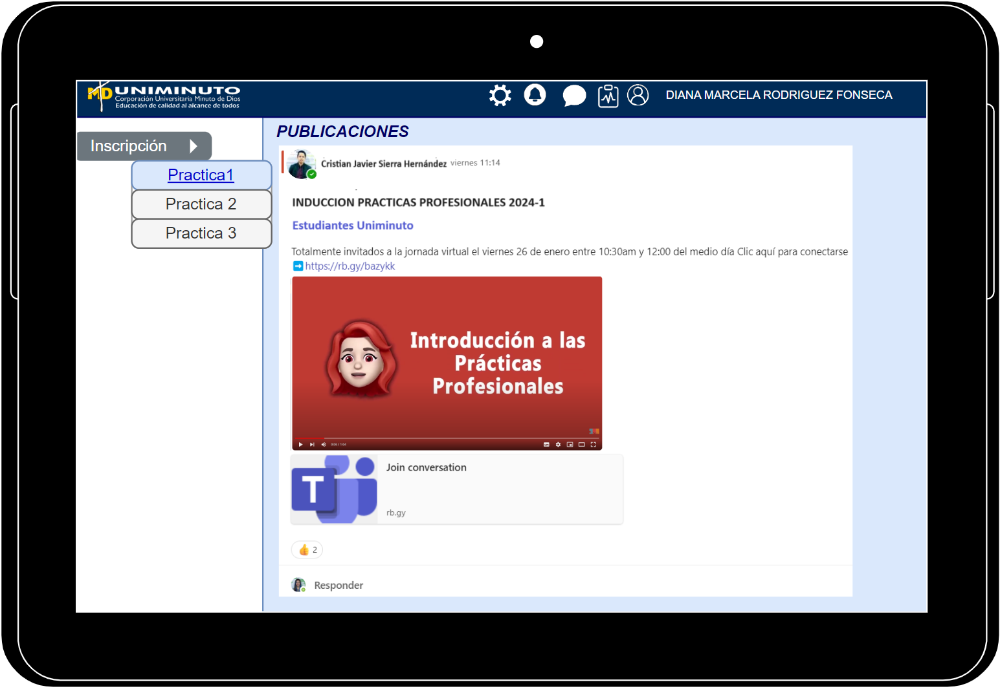 MD UNIMINUTO
Corporación Universitaria Minuto de Dios
Educación de calidad al alcance de todos
DIANA MARCELA RODRIGUEZ FONSECA
Inscripción
Practica1
Practica 2
Practica 3
PUBLICACIONES
Cristian Javier Sierra Hernández viernes 11:14
INDUCCION PRACTICAS PROFESIONALES 2024-1
Estudiantes Uniminuto
Totalmente invitados a la jornada virtual el viernes 26 de enero entre 10:30am y 12:00 del medio día Clic aquí para conectarse
https://rb.gy/bazykk
Introducción a las
Prácticas
Profesionales
T
Join conversation
rb.gy
2
Responder